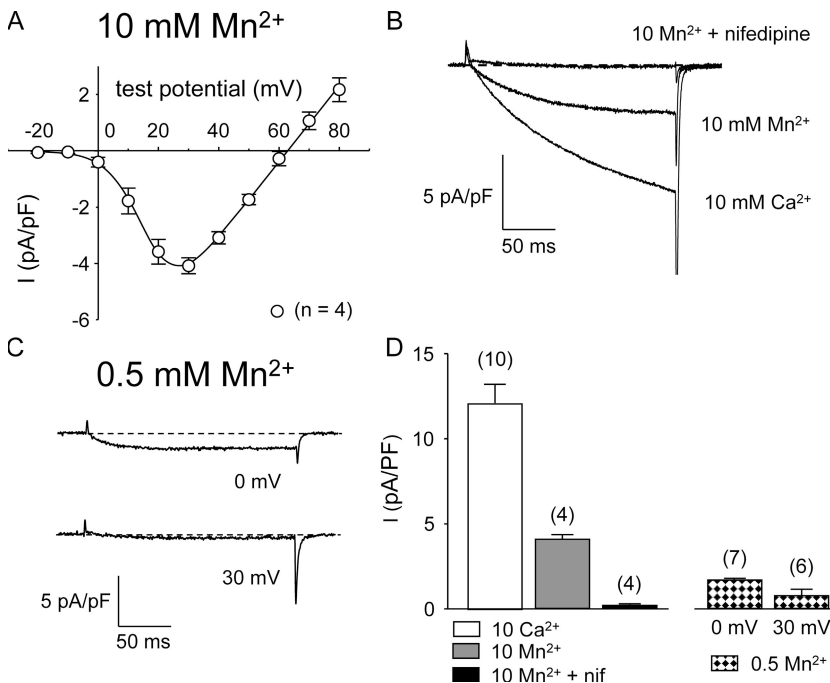 A
10 mM Mn²⁺
test potential (mV)
2
-20
0
20
40
60
80
-2
-4
-6
I (pA/pF)
(n = 4)
B
10 Mn²⁺ + nifedipine
10 mM Mn²⁺
10 mM Ca²⁺
5 pA/pF
50 ms
C
0.5 mM Mn²⁺
0 mV
30 mV
5 pA/pF
50 ms
D
15
10
5
0
I (pA/PF)
(10)
(4)
(4)
(7)
(6)
0 mV
30 mV
10 Ca²⁺
10 Mn²⁺
10 Mn²⁺ + nif
0.5 Mn²⁺